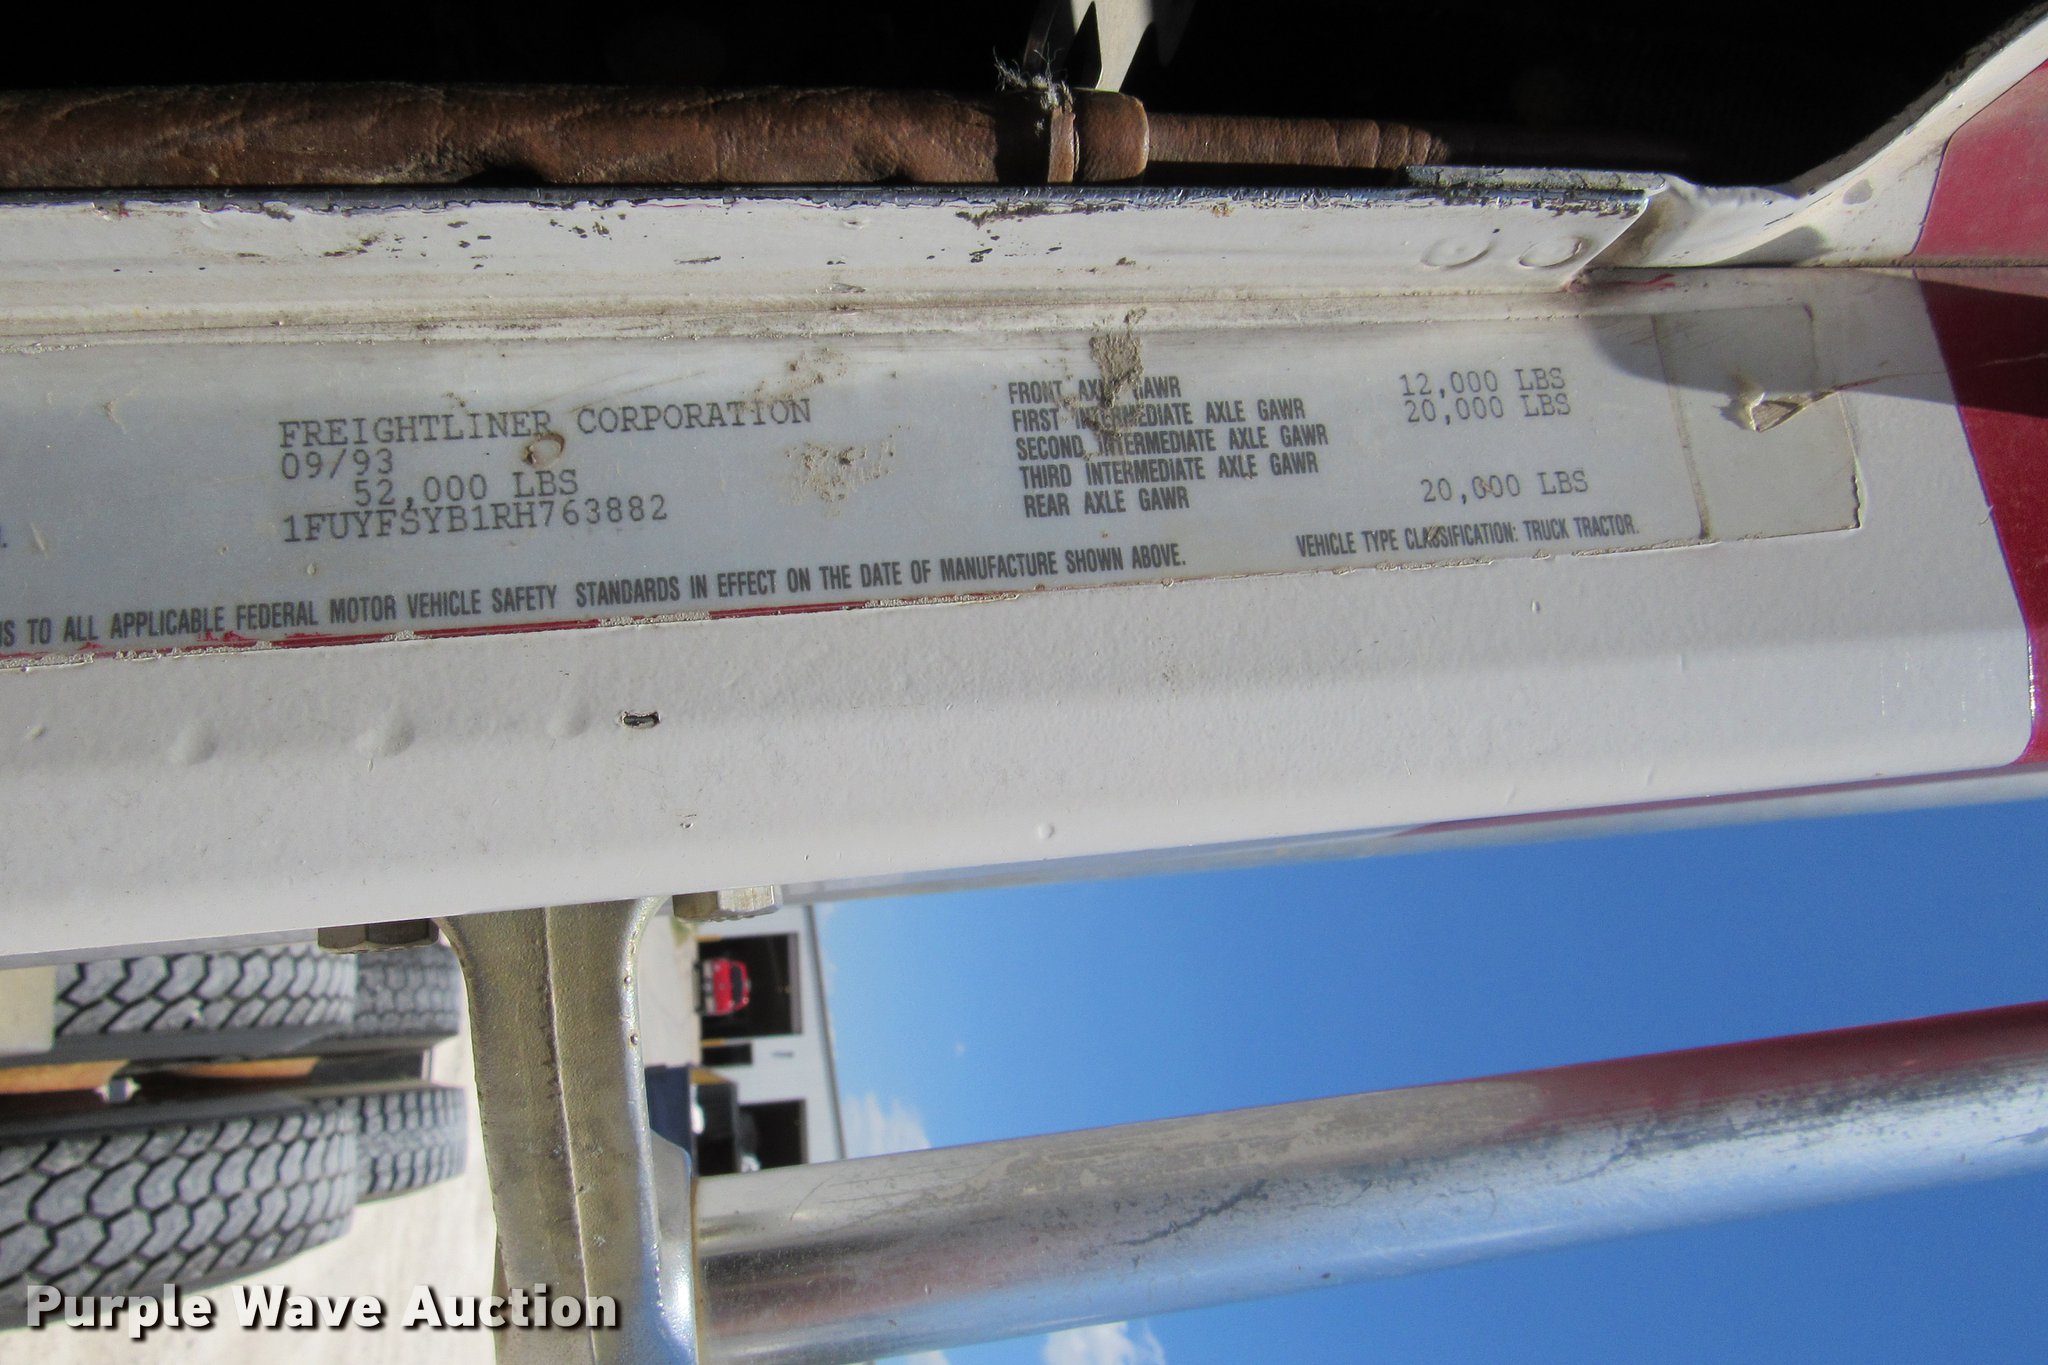 FREIGHTLINER CORPORATION
09/93
52,000 LBS
1FUYFSYB1RH763882
FRONT AXLE GAWR 12,000 LBS
FIRST INTERMEDIATE AXLE GAWR 20,000 LBS
SECOND INTERMEDIATE AXLE GAWR
THIRD INTERMEDIATE AXLE GAWR
REAR AXLE GAWR 20,000 LBS
TO ALL APPLICABLE FEDERAL MOTOR VEHICLE SAFETY STANDARDS IN EFFECT ON THE DATE OF MANUFACTURE SHOWN ABOVE.
VEHICLE TYPE CLASSIFICATION: TRUCK TRACTOR.
Purple Wave Auction